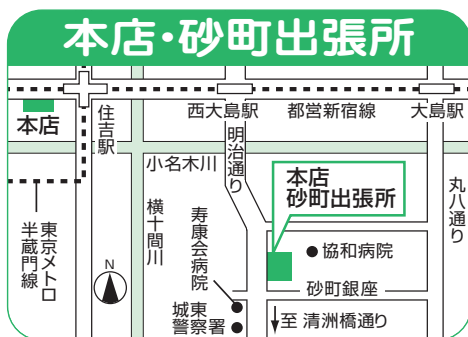 本店・砂町出張所
本店
住吉駅
西大島駅
都営新宿線
大島駅
明治通り
小名木川
本店
砂町出張所
丸八通り
東京メトロ
半蔵門線
横十間川
寿康会病院
協和病院
N
砂町銀座
城東
警察署
至 清洲橋通り